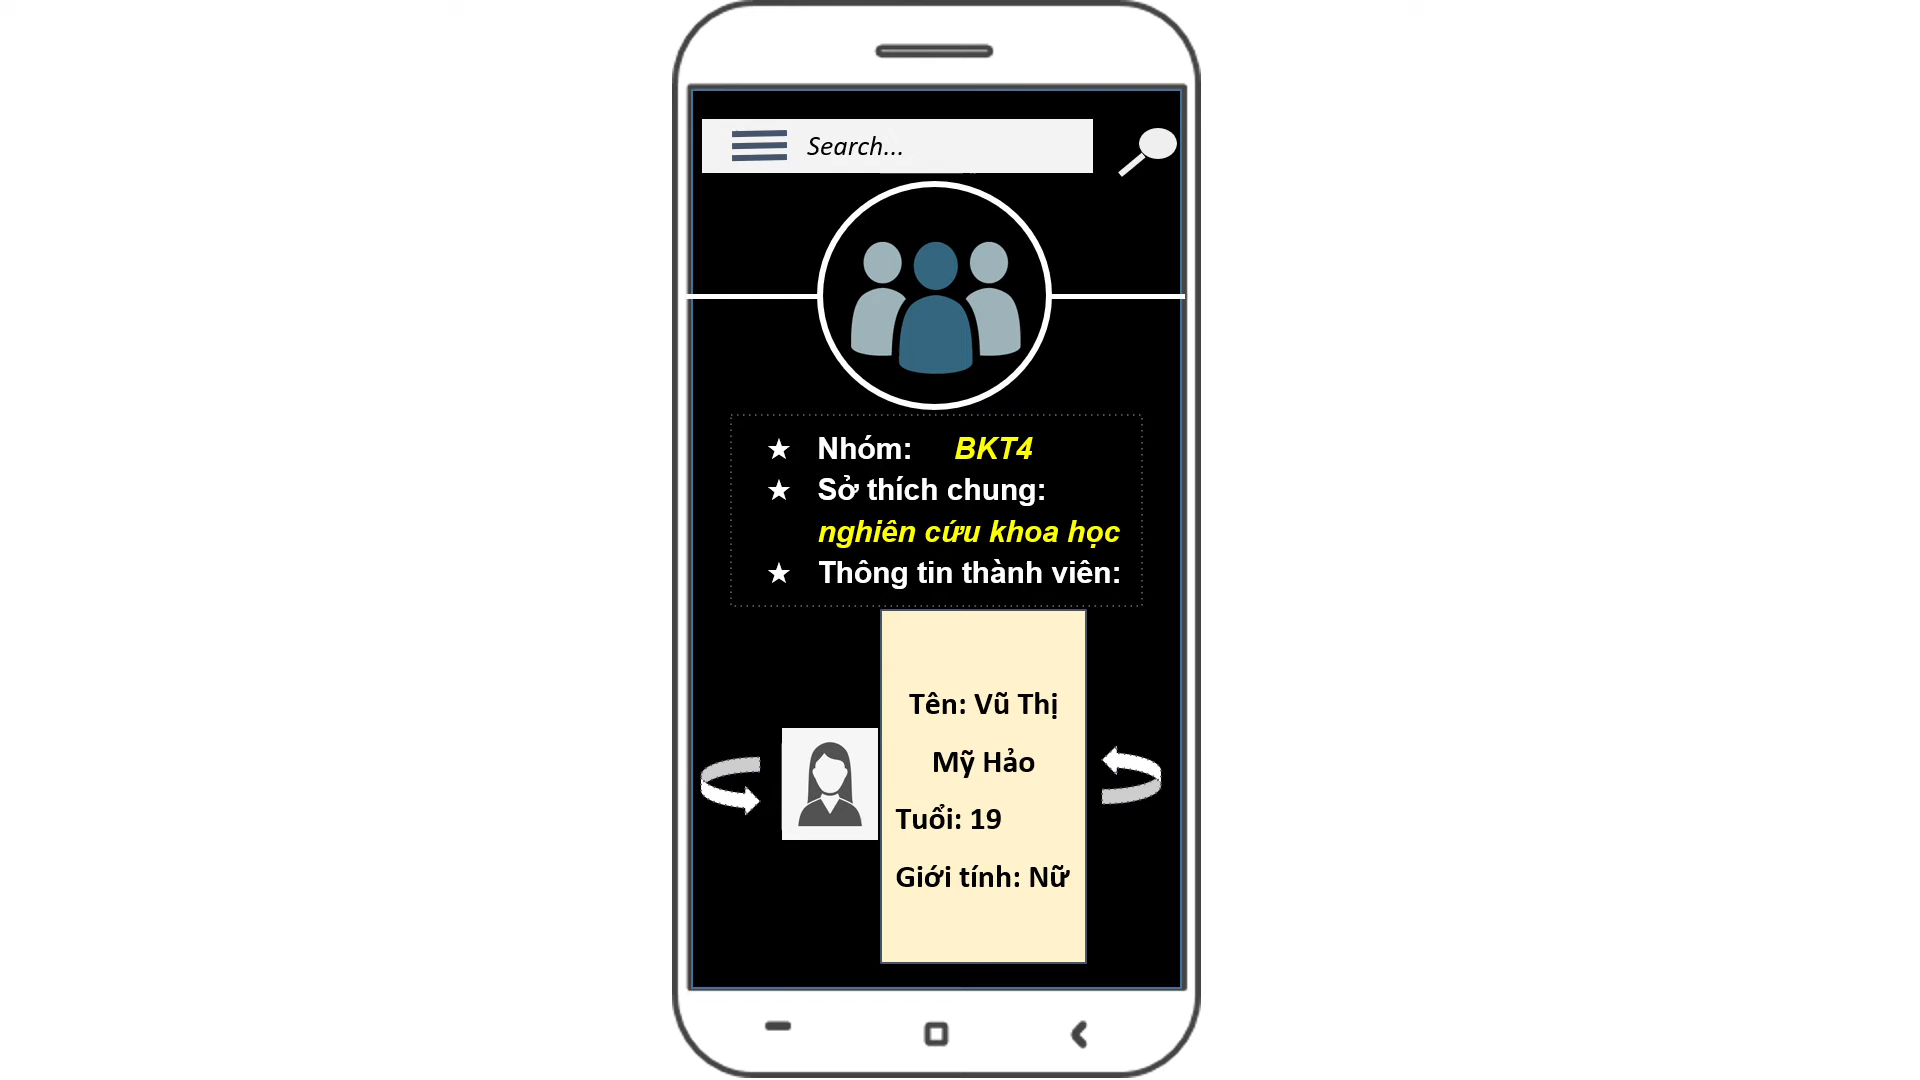 Search...
Nhóm: BKT4
Sở thích chung:
nghiên cứu khoa học
Thông tin thành viên:
Tên: Vũ Thị
Mỹ Hảo
Tuổi: 19
Giới tính: Nữ